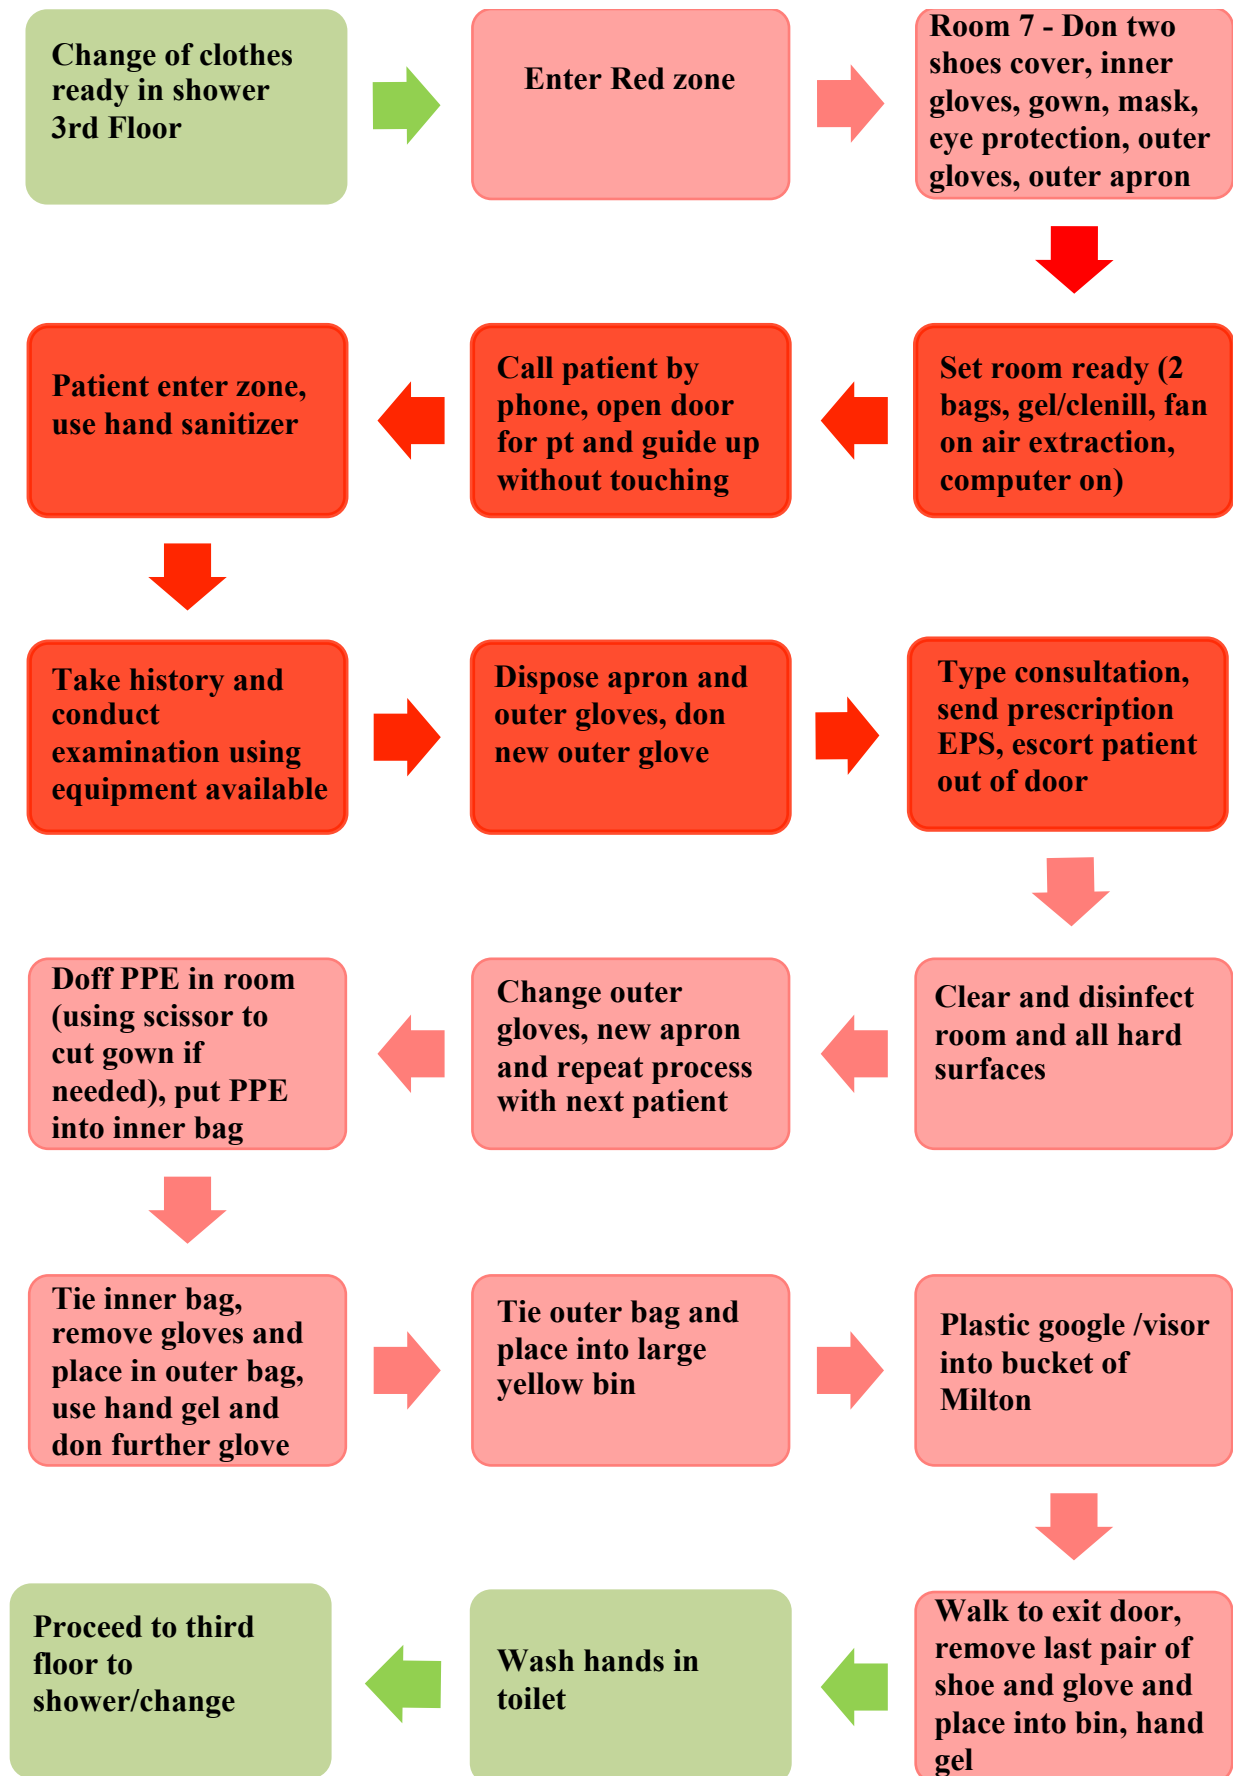 Change of clothes
ready in shower
3rd Floor
Enter Red zone
Room 7 - Don two
shoes cover, inner
gloves, gown, mask,
eye protection, outer
gloves, outer apron
Set room ready (2
bags, gel/clenill, fan
on air extraction,
computer on)
Call patient by
phone, open door
for pt and guide up
without touching
Patient enter zone,
use hand sanitizer
Take history and
conduct
examination using
equipment available
Dispose apron and
outer gloves, don
new outer glove
Type consultation,
send prescription
EPS, escort patient
out of door
Clear and disinfect
room and all hard
surfaces
Change outer
gloves, new apron
and repeat process
with next patient
Doff PPE in room
(using scissor to
cut gown if
needed), put PPE
into inner bag
Tie inner bag,
remove gloves and
place in outer bag,
use hand gel and
don further glove
Tie outer bag and
place into large
yellow bin
Plastic google /visor
into bucket of
Milton
Walk to exit door,
remove last pair of
shoe and glove and
place into bin, hand
gel
Wash hands in
toilet
Proceed to third
floor to
shower/change